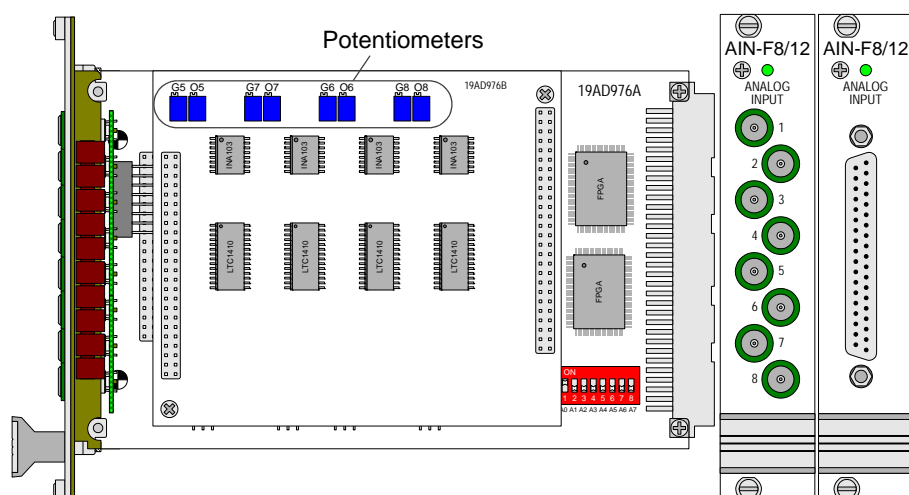 Potentiometers
G5 O5 G7 O7 G6 O6 G8 O8
19AD976B
19AD976A
INA103 INA103 INA103 INA103
LTC1410 LTC1410 LTC1410 LTC1410
FPGA
FPGA
ON
1 2 3 4 5 6 7 8
A0 A1 A2 A3 A4 A5 A6 A7
AIN-F8/12
ANALOG
INPUT
1
2
3
4
5
6
7
8
AIN-F8/12
ANALOG
INPUT